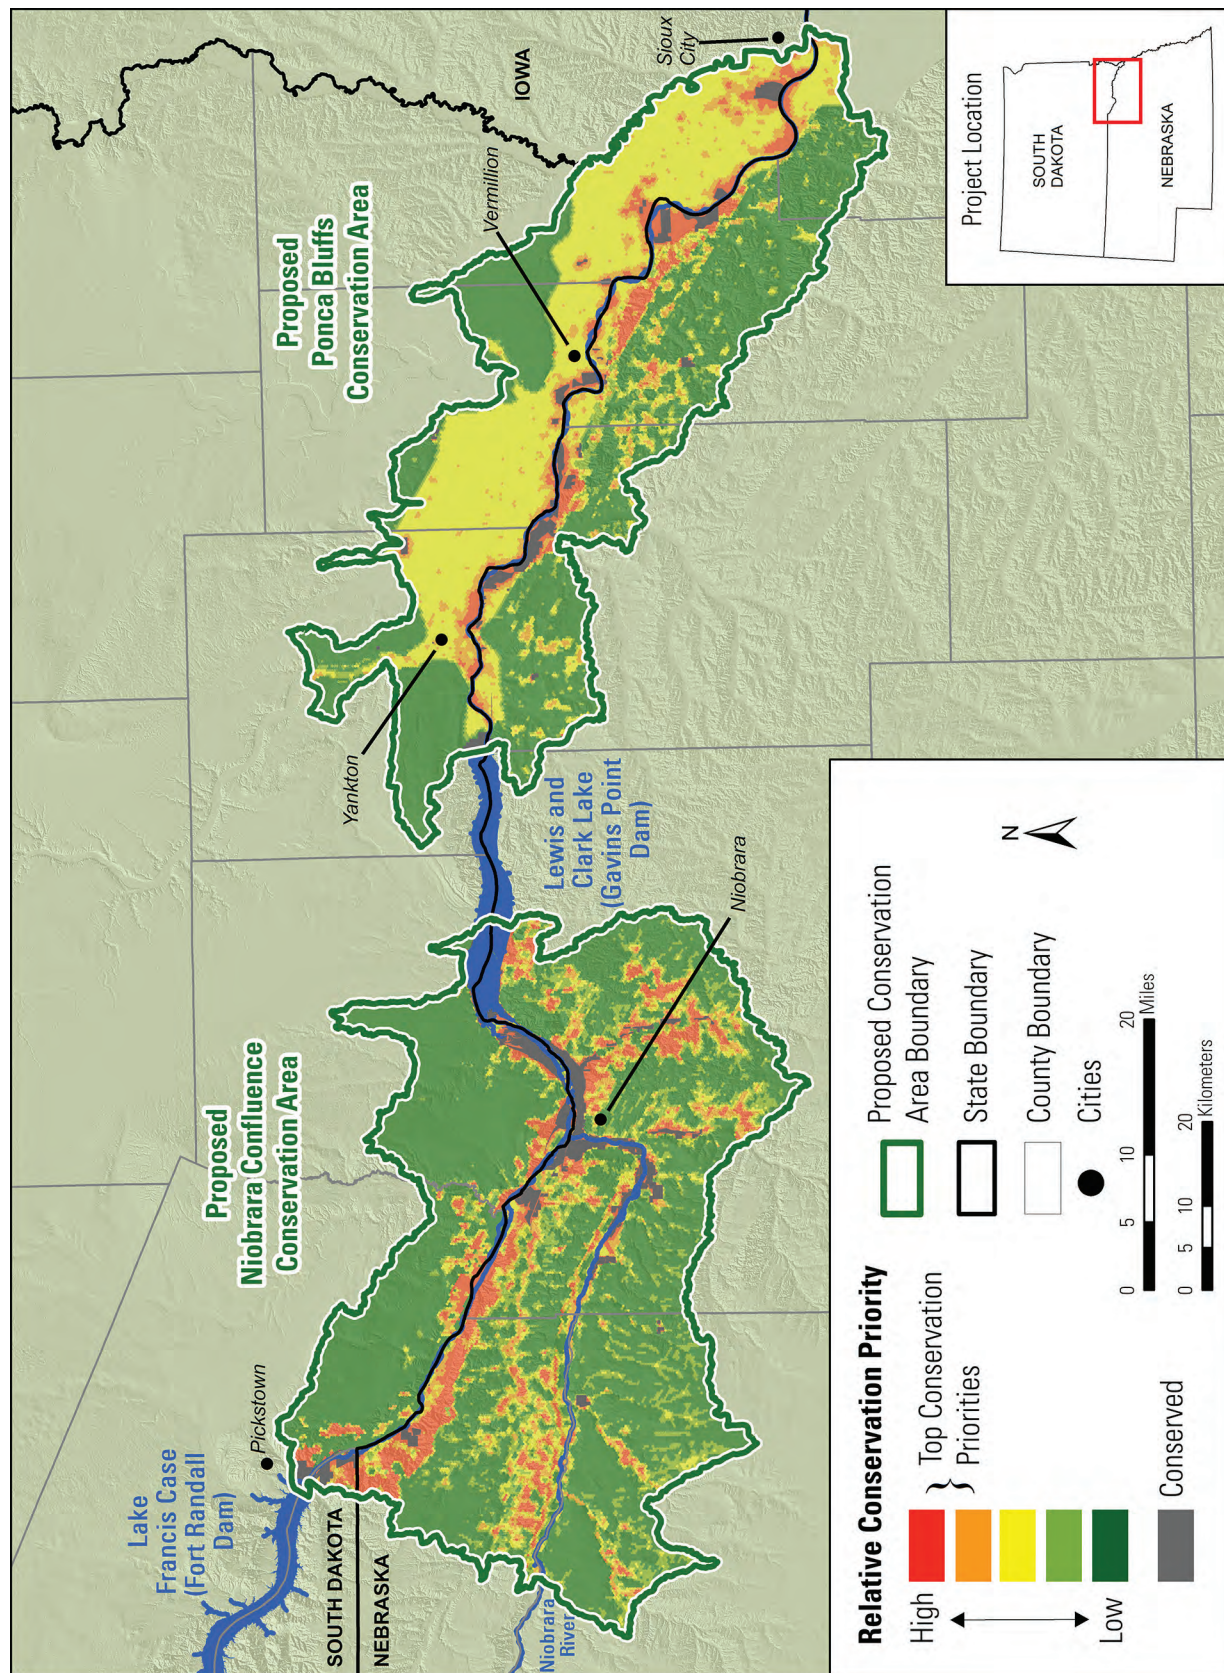 Lake
Francis Case
(Fort Randall
Dam)
Pickstown
SOUTH DAKOTA
NEBRASKA
Niobrara
River
Proposed
Niobrara Confluence
Conservation Area
Niobrara
Lewis and
Clark Lake
(Gavins Point
Dam)
Yankton
Proposed
Ponca Bluffs
Conservation Area
Vermillion
IOWA
Sioux
City
Relative Conservation Priority
High
Low
} Top Conservation
Priorities
Conserved
Proposed Conservation
Area Boundary
State Boundary
County Boundary
Cities
0 5 10 20
Miles
0 5 10 20
Kilometers
N
Project Location
SOUTH
DAKOTA
NEBRASKA